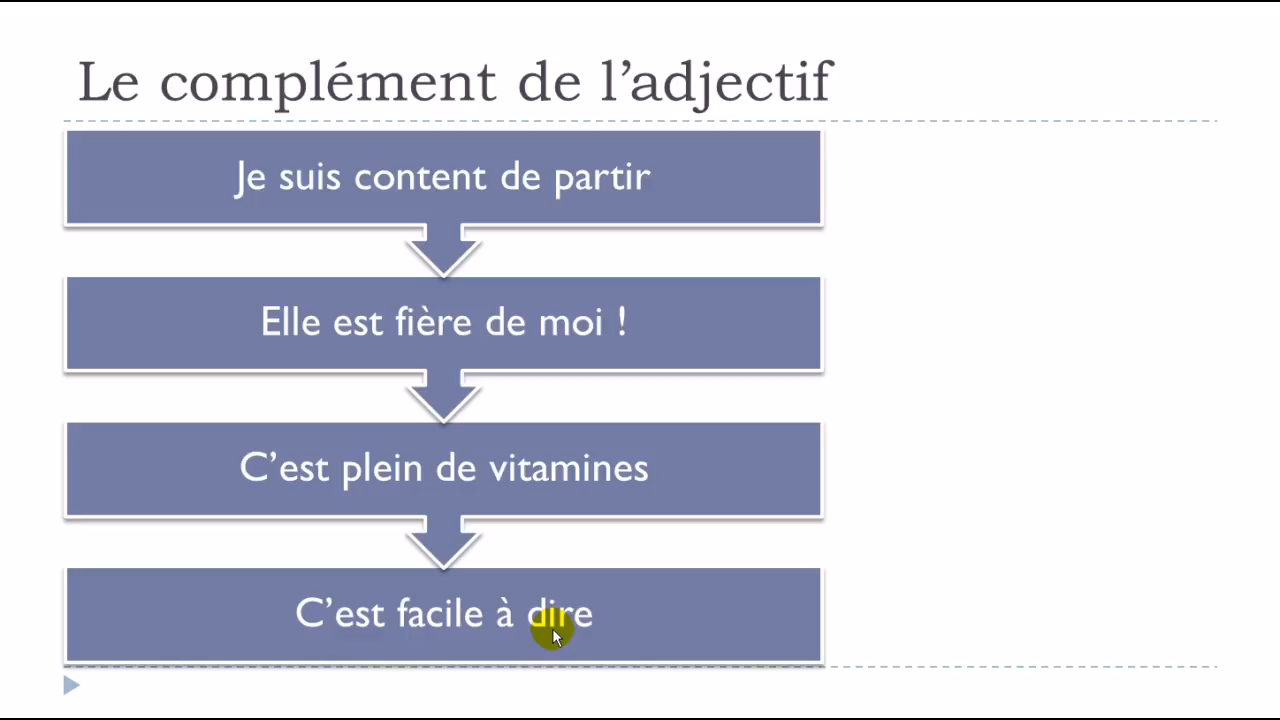 Le complément de l’adjectif
Je suis content de partir
Elle est fière de moi !
C’est plein de vitamines
C’est facile à dire